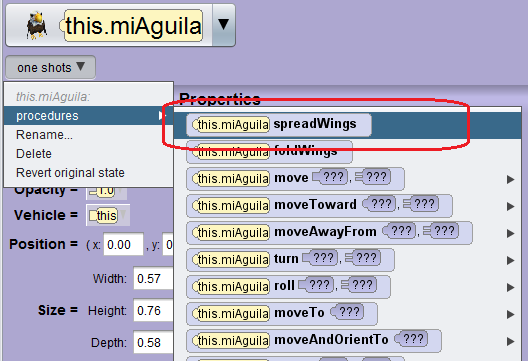 this.miAguila
one shots
this.miAguila:
procedures
Rename...
Delete
Revert original state
Properties
this.miAguila spreadWings
this.miAguila foldWings
this.miAguila move ??? , ???
this.miAguila moveToward ??? , ???
this.miAguila moveAwayFrom ??? , ???
this.miAguila turn ??? , ???
this.miAguila roll ??? , ???
this.miAguila moveTo ???
this.miAguila moveAndOrientTo ???
Opacity = 1.0
Vehicle = this
Position = ( x: 0.00 , y: 0
Width: 0.57
Size = Height: 0.76
Depth: 0.58